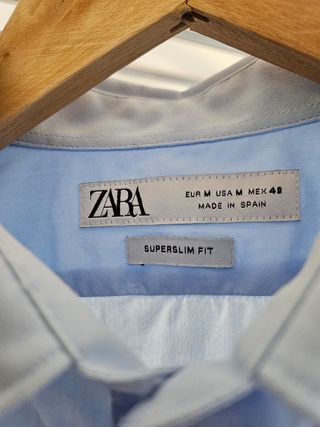 ZARA
EUR M USA M MEX 40
MADE IN SPAIN
SUPERSLIM FIT